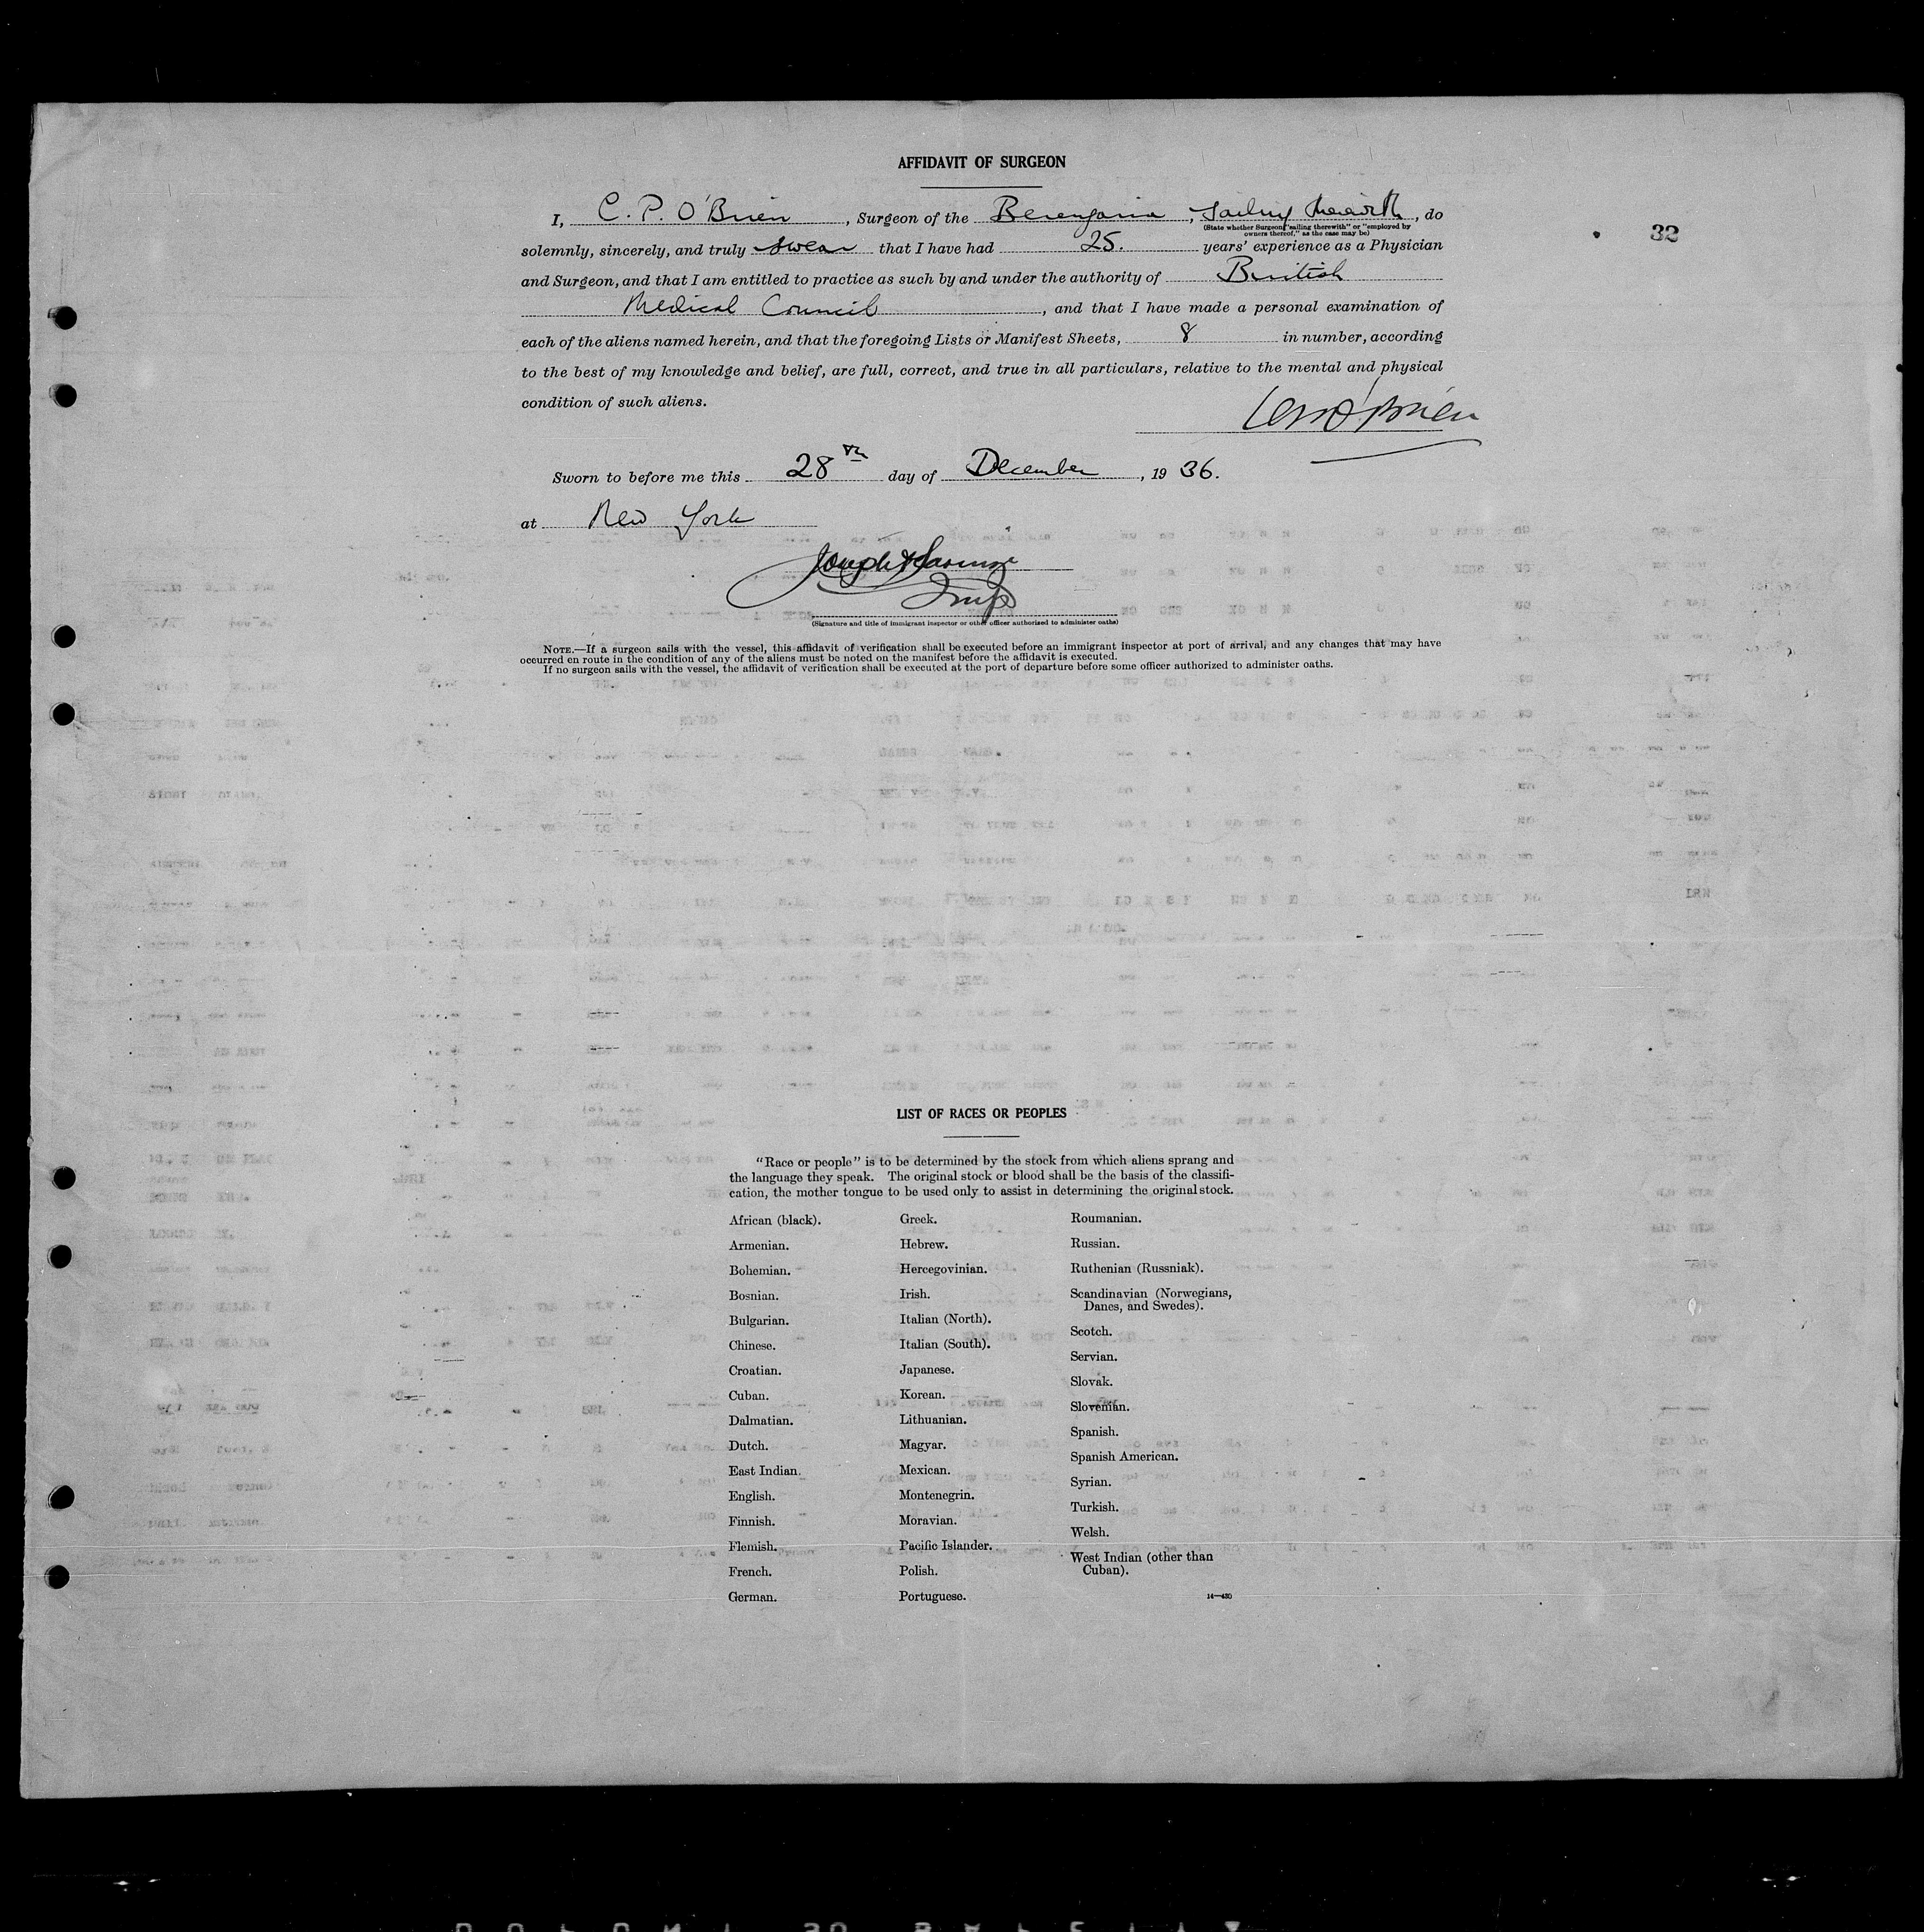 AFFIDAVIT OF SURGEON
I, C. P. O'Brien, Surgeon of the Berengaria, Sailing therewith, do
(State whether Surgeon "sailing therewith" or "employed by
owners thereof," as the case may be)
32
solemnly, sincerely, and truly swear that I have had 25. years' experience as a Physician
and Surgeon, and that I am entitled to practice as such by and under the authority of British
Medical Council, and that I have made a personal examination of
each of the aliens named herein, and that the foregoing Lists or Manifest Sheets, 8 in number, according
to the best of my knowledge and belief, are full, correct, and true in all particulars, relative to the mental and physical
condition of such aliens.
O'Brien
Sworn to before me this 28th day of December, 1936.
at New York
Joseph
Insp
(Signature and title of immigrant inspector or other officer authorized to administer oaths)
NOTE.—If a surgeon sails with the vessel, this affidavit of verification shall be executed before an immigrant inspector at port of arrival, and any changes that may have
occurred en route in the condition of any of the aliens must be noted on the manifest before the affidavit is executed.
If no surgeon sails with the vessel, the affidavit of verification shall be executed at the port of departure before some officer authorized to administer oaths.
LIST OF RACES OR PEOPLES
"Race or people" is to be determined by the stock from which aliens sprang and
the language they speak. The original stock or blood shall be the basis of the classifi-
cation, the mother tongue to be used only to assist in determining the original stock.
African (black).
Armenian.
Bohemian.
Bosnian.
Bulgarian.
Chinese.
Croatian.
Cuban.
Dalmatian.
Dutch.
East Indian.
English.
Finnish.
Flemish.
French.
German.
Greek.
Hebrew.
Hercegovinian.
Irish.
Italian (North).
Italian (South).
Japanese.
Korean.
Lithuanian.
Magyar.
Mexican.
Montenegrin.
Moravian.
Pacific Islander.
Polish.
Portuguese.
Roumanian.
Russian.
Ruthenian (Russniak).
Scandinavian (Norwegians,
Danes, and Swedes).
Scotch.
Servian.
Slovak.
Slovenian.
Spanish.
Spanish American.
Syrian.
Turkish.
Welsh.
West Indian (other than
Cuban).
14—430